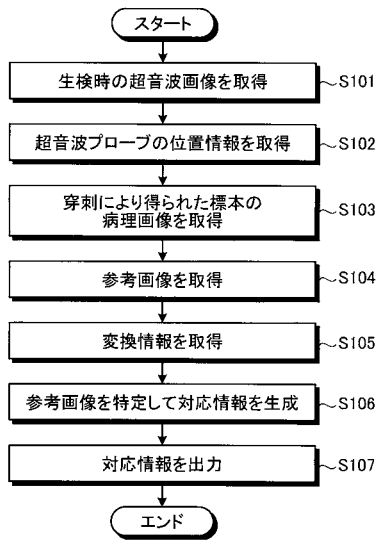 スタート
生検時の超音波画像を取得
S101
超音波プローブの位置情報を取得
S102
穿刺により得られた標本の
病理画像を取得
S103
参考画像を取得
S104
変換情報を取得
S105
参考画像を特定して対応情報を生成
S106
対応情報を出力
S107
エンド